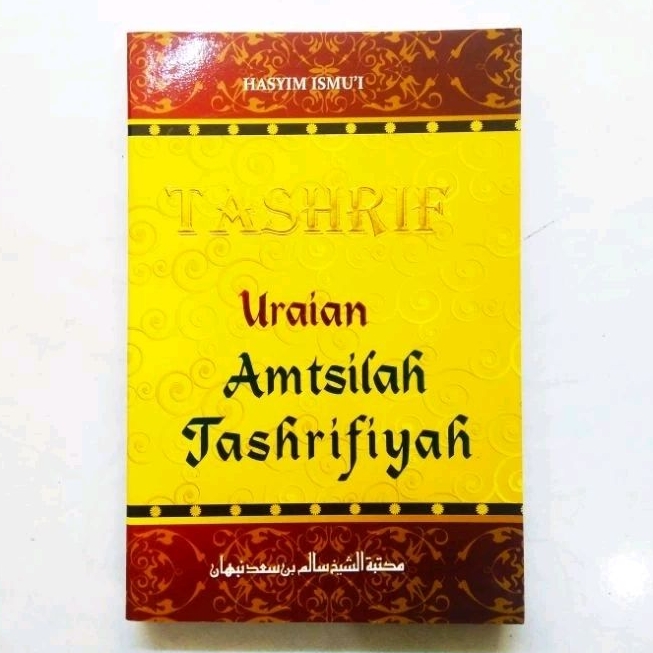 HASYIM ISMU'I
TASHRIF
Uraian
Amtsilah
Tashrifiyah
مكتبة الشيخ سالم بن سعد نبهان